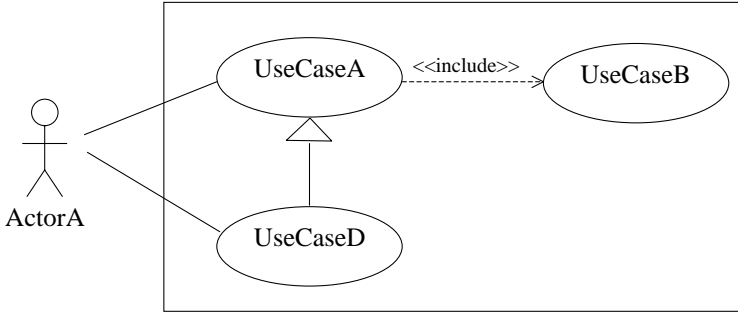 UseCaseA
<<include>>
UseCaseB
ActorA
UseCaseD